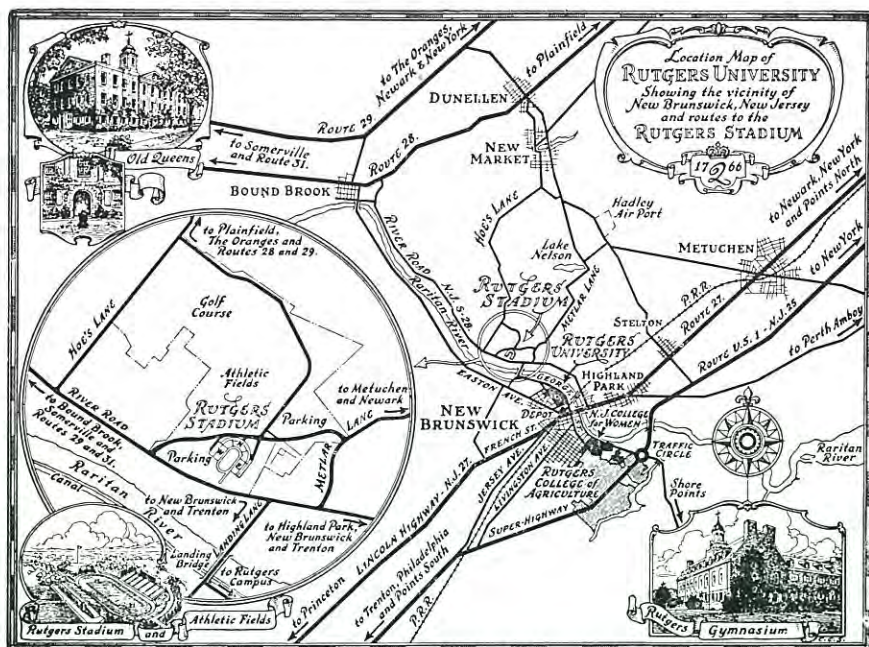 Location Map of
RUTGERS UNIVERSITY
Showing the vicinity of
New Brunswick, New Jersey
and routes to the
RUTGERS STADIUM
17 Q 66
to The Oranges,
Newark & New York
to Plainfield
DUNELLEN
ROUTE 29.
ROUTE 28.
to Somerville
and Route 31.
Old Queens
BOUND BROOK
NEW
MARKET
HOE'S LANE
Hadley
Air Port
Lake
Nelson
METLAR LANE
RIVER ROAD N.J. S-28.
Raritan River
RUTGERS
STADIUM
METUCHEN
to Newark, New York
and Points North
to New York
P.R.R.
ROUTE 27.
STELTON
ROUTE U.S. 1 - N.J. 25
to Perth Amboy
RUTGERS
UNIVERSITY
HIGHLAND
PARK
EASTON
AVE.
GEORGE
DEPOT
N.J. COLLEGE
for WOMEN
NEW
BRUNSWICK
FRENCH ST.
JERSEY AVE.
LIVINGSTON AVE.
RUTGERS
COLLEGE of
AGRICULTURE
TRAFFIC
CIRCLE
Raritan
River
Shore
Points
SUPER-HIGHWAY
LINCOLN HIGHWAY - N.J. 27.
to Princeton
to Trenton, Philadelphia
and Points South
P.R.R.
to Plainfield,
The Oranges and
Routes 28 and 29.
HOE'S LANE
Golf
Course
Athletic
Fields
RUTGERS
STADIUM
Parking
Parking
to Metuchen
and Newark
METLAR LANE
RIVER ROAD
to Bound Brook,
Somerville and
Routes 29 and 31.
Raritan
River
Canal
to New Brunswick
and Trenton
LANDING LANE
to Highland Park,
New Brunswick
and Trenton
Landing
Bridge
to Rutgers
Campus
Rutgers Stadium and Athletic Fields
Rutgers Gymnasium